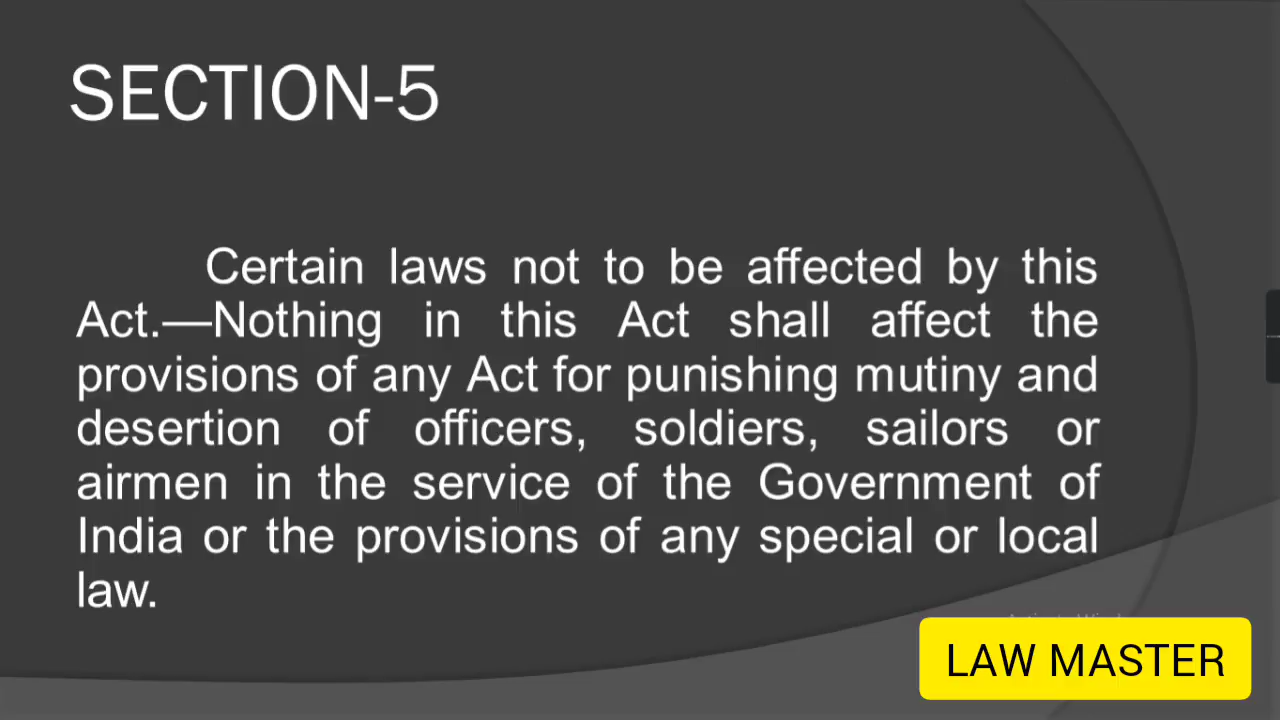 SECTION-5
Certain laws not to be affected by this
Act.—Nothing in this Act shall affect the
provisions of any Act for punishing mutiny and
desertion of officers, soldiers, sailors or
airmen in the service of the Government of
India or the provisions of any special or local
law.
LAW MASTER